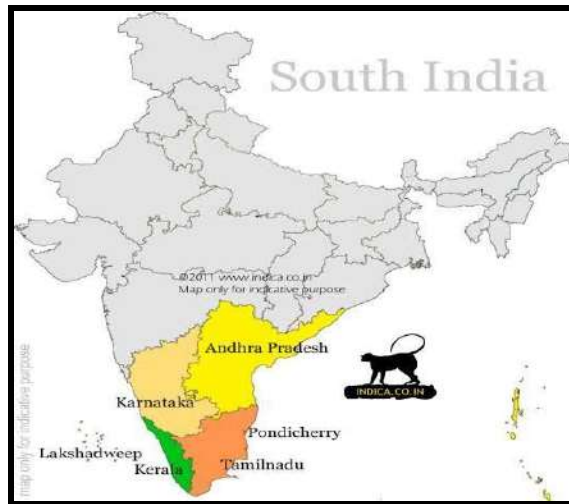 South India
©2011 www.indica.co.in
Map only for indicative purpose
Andhra Pradesh
INDICA.CO.IN
Karnataka
Pondicherry
Lakshadweep
Kerala
Tamilnadu
map only for indicative purpose